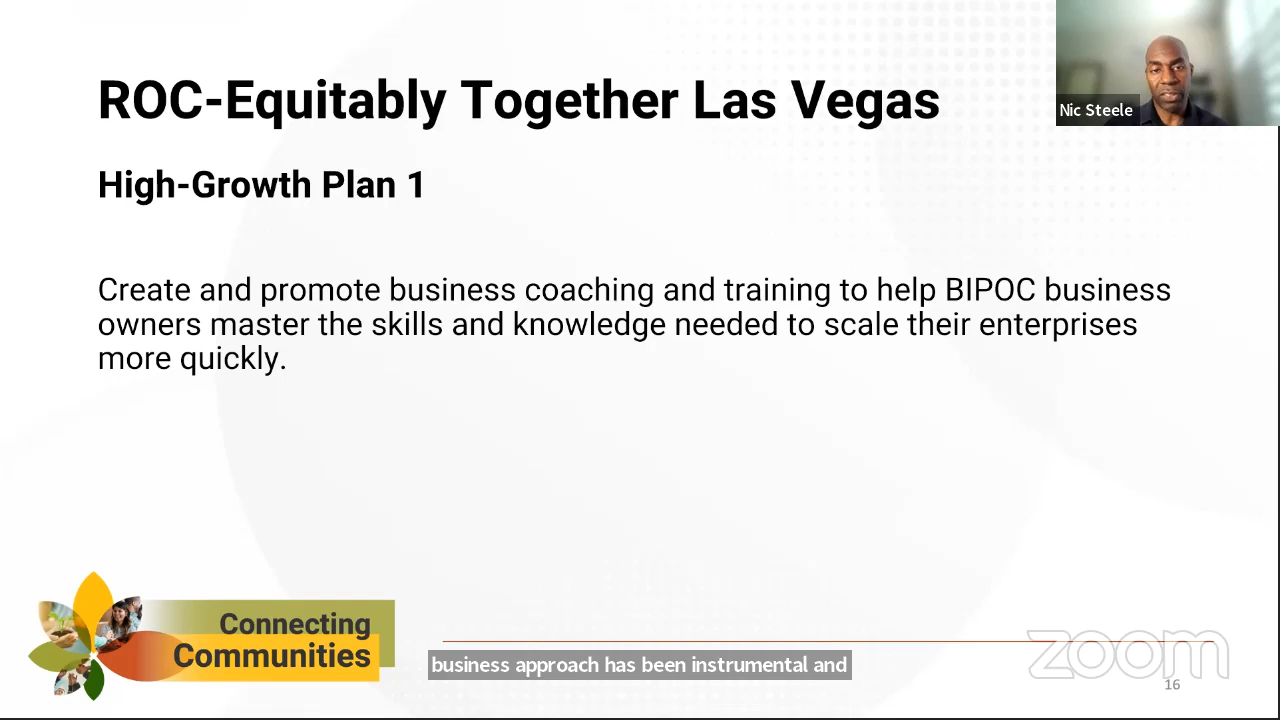 ROC-Equitably Together Las Vegas
Nic Steele
High-Growth Plan 1
Create and promote business coaching and training to help BIPOC business
owners master the skills and knowledge needed to scale their enterprises
more quickly.
Connecting
Communities
business approach has been instrumental and
zoom
16